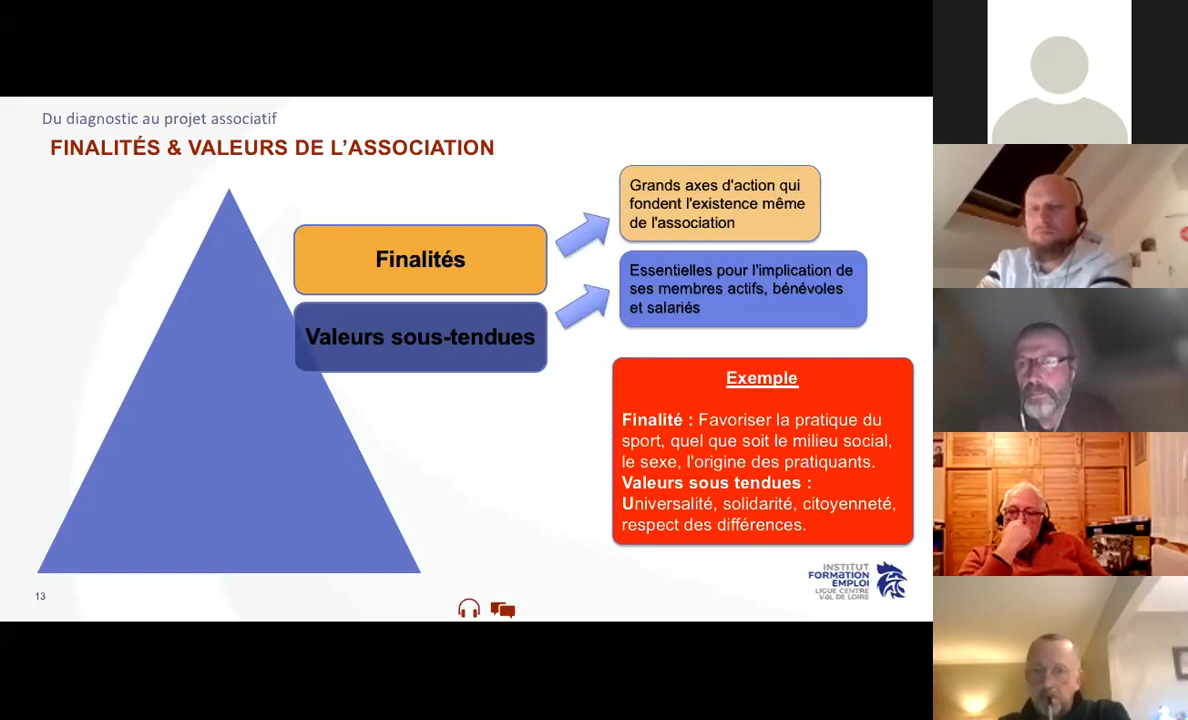 Du diagnostic au projet associatif
FINALITÉS & VALEURS DE L'ASSOCIATION
Finalités
Valeurs sous-tendues
Grands axes d'action qui
fondent l'existence même
de l'association
Essentielles pour l'implication de
ses membres actifs, bénévoles
et salariés
Exemple
Finalité : Favoriser la pratique du
sport, quel que soit le milieu social,
le sexe, l'origine des pratiquants.
Valeurs sous tendues :
Universalité, solidarité, citoyenneté,
respect des différences.
INSTITUT
FORMATION
EMPLOI
LIGUE CENTRE
VAL DE LOIRE
13